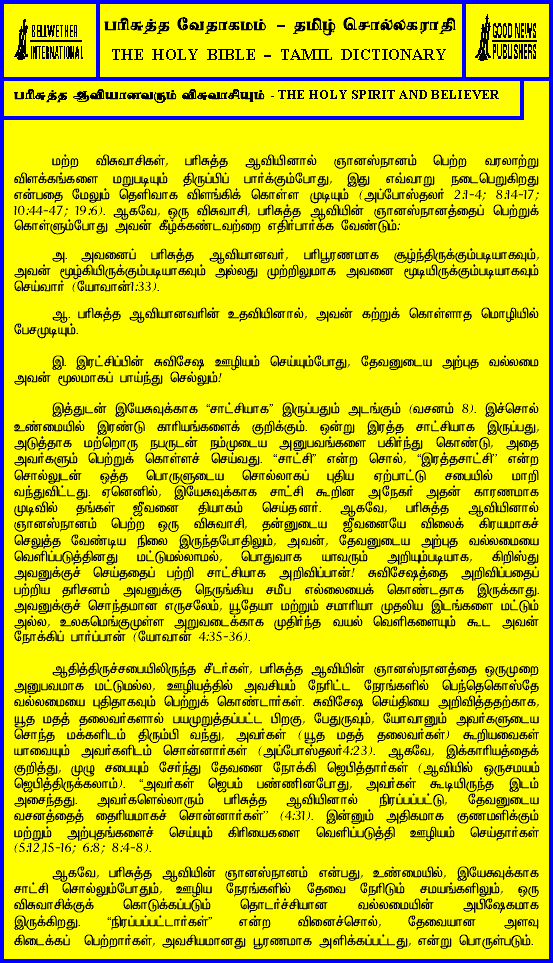 BELLWETHER
INTERNATIONAL
பரிசுத்த வேதாகமம் – தமிழ் சொல்லகராதி
THE HOLY BIBLE – TAMIL DICTIONARY
GOOD NEWS
PUBLISHERS
பரிசுத்த ஆவியானவரும் விசுவாசியும் - THE HOLY SPIRIT AND BELIEVER
மற்ற விசுவாசிகள், பரிசுத்த ஆவியினால் ஞானஸ்நானம் பெற்ற வரலாற்று
விளக்கங்களை மறுபடியும் திருப்பிப் பார்க்கும்போது, இது எவ்வாறு நடைபெறுகிறது
என்பதை மேலும் தெளிவாக விளங்கிக் கொள்ள முடியும் (அப்போஸ்தலர் 2:1-4; 8:14-17;
10:44-47; 19:6). ஆகவே, ஒரு விசுவாசி, பரிசுத்த ஆவியின் ஞானஸ்நானத்தைப் பெற்றுக்
கொள்ளும்போது அவன் கீழ்க்கண்டவற்றை எதிர்பார்க்க வேண்டும்:
அ. அவனைப் பரிசுத்த ஆவியானவர், பரிபூரணமாக சூழ்ந்திருக்கும்படியாகவும்,
அவன் மூழ்கியிருக்கும்படியாகவும் அல்லது முற்றிலுமாக அவனை மூடியிருக்கும்படியாகவும்
செய்வார் (யோவான்1:33).
ஆ. பரிசுத்த ஆவியானவரின் உதவியினால், அவன் கற்றுக் கொள்ளாத மொழியில்
பேசமுடியும்.
இ. இரட்சிப்பின் சுவிசேஷ ஊழியம் செய்யும்போது, தேவனுடைய அற்புத வல்லமை
அவன் மூலமாகப் பாய்ந்து செல்லும்!
இத்துடன் இயேசுவுக்காக “சாட்சியாக” இருப்பதும் அடங்கும் (வசனம் 8). இச்சொல்
உண்மையில் இரண்டு காரியங்களைக் குறிக்கும். ஒன்று இரத்த சாட்சியாக இருப்பது,
அடுத்தாக மற்றொரு நபருடன் நம்முடைய அனுபவங்களை பகிர்ந்து கொண்டு, அதை
அவர்களும் பெற்றுக் கொள்ளச் செய்வது. “சாட்சி” என்ற சொல், “இரத்தசாட்சி” என்ற
சொல்லுடன் ஒத்த பொருளுடைய சொல்லாகப் புதிய ஏற்பாட்டு சபையில் மாறி
வந்துவிட்டது. ஏனெனில், இயேசுவுக்காக சாட்சி கூறின அநேகர் அதன் காரணமாக
முடிவில் தங்கள் ஜீவனை தியாகம் செய்தனர். ஆகவே, பரிசுத்த ஆவியினால்
ஞானஸ்நானம் பெற்ற ஒரு விசுவாசி, தன்னுடைய ஜீவனையே விலைக் கிரயமாகச்
செலுத்த வேண்டிய நிலை இருந்தபோதிலும், அவன், தேவனுடைய அற்புத வல்லமையை
வெளிப்படுத்தினது மட்டுமல்லாமல், பொதுவாக யாவரும் அறியும்படியாக, கிறிஸ்து
அவனுக்குச் செய்ததைப் பற்றி சாட்சியாக அறிவிப்பான்! சுவிசேஷத்தை அறிவிப்பதைப்
பற்றிய தரிசனம் அவனுக்கு நெருங்கிய சமீப எல்லையைக் கொண்டதாக இருக்காது.
அவனுக்குச் சொந்தமான எருசலேம், யூதேயா மற்றும் சமாரியா முதலிய இடங்களை மட்டும்
அல்ல, உலகமெங்குமுள்ள அறுவடைக்காக முதிர்ந்த வயல் வெளிகளையும் கூட அவன்
நோக்கிப் பார்ப்பான் (யோவான் 4:35-36).
ஆதித்திருச்சபையிலிருந்த சீடர்கள், பரிசுத்த ஆவியின் ஞானஸ்நானத்தை ஒருமுறை
அனுபவமாக மட்டுமல்ல, ஊழியத்தில் அவசியம் நேரிட்ட நேரங்களில் பெந்தெகொஸ்தே
வல்லமையை புதிதாகவும் பெற்றுக் கொண்டார்கள். சுவிசேஷ செய்தியை அறிவித்ததற்காக,
யூத மதத் தலைவர்களால் பயமுறுத்தப்பட்ட பிறகு, பேதுருவும், யோவானும் அவர்களுடைய
சொந்த மக்களிடம் திரும்பி வந்து, அவர்கள் (யூத மதத் தலைவர்கள்) கூறியவைகள்
யாவையும் அவர்களிடம் சொன்னார்கள் (அப்போஸ்தலர்4:23). ஆகவே, இக்காரியத்தைக்
குறித்து, முழு சபையும் சேர்ந்து தேவனை நோக்கி ஜெபித்தார்கள் (ஆவியில் ஒருசமயம்
ஜெபித்திருக்கலாம்). “அவர்கள் ஜெபம் பண்ணினபோது, அவர்கள் கூடியிருந்த இடம்
அசைந்தது. அவர்களெல்லாரும் பரிசுத்த ஆவியினால் நிரப்பப்பட்டு, தேவனுடைய
வசனத்தைத் தைரியமாகச் சொன்னார்கள்” (4:31). இன்னும் அதிகமாக குணமளிக்கும்
மற்றும் அற்புதங்களைச் செய்யும் கிரியைகளை வெளிப்படுத்தி ஊழியம் செய்தார்கள்
(5:12,15-16; 6:8; 8:4-8).
ஆகவே, பரிசுத்த ஆவியின் ஞானஸ்நானம் என்பது, உண்மையில், இயேசுவுக்காக
சாட்சி சொல்லும்போதும், ஊழிய நேரங்களில் தேவை நேரிடும் சமயங்களிலும், ஒரு
விசுவாசிக்குக் கொடுக்கப்படும் தொடர்ச்சியான வல்லமையின் அபிஷேகமாக
இருக்கிறது. “நிரப்பப்பட்டார்கள்” என்ற வினைச்சொல், தேவையான அளவு
கிடைக்கப் பெற்றார்கள், அவசியமானது பூரணமாக அளிக்கப்பட்டது, என்று பொருள்படும்.